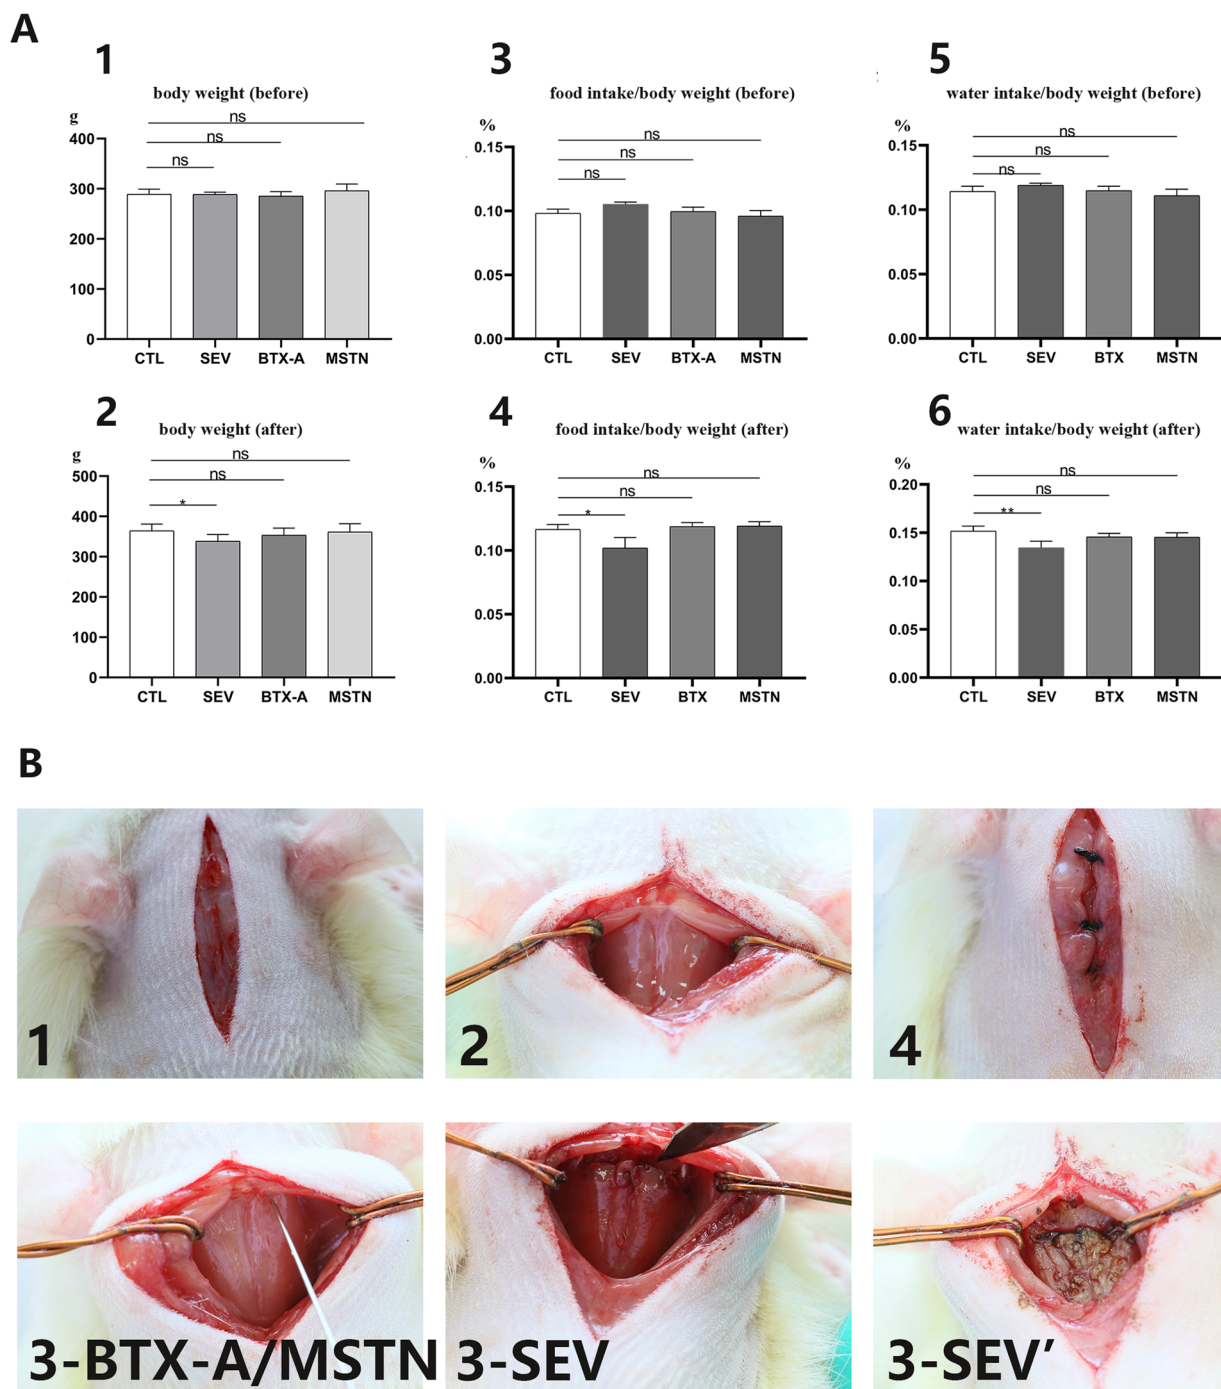 A
1
body weight (before)
g
400
300
200
100
0
ns
ns
ns
CTL SEV BTX-A MSTN
3
food intake/body weight (before)
%
0.15
0.10
0.05
0.00
ns
ns
ns
CTL SEV BTX-A MSTN
5
water intake/body weight (before)
%
0.15
0.10
0.05
0.00
ns
ns
ns
CTL SEV BTX MSTN
2
body weight (after)
g
500
400
300
200
100
0
ns
ns
*
CTL SEV BTX-A MSTN
4
food intake/body weight (after)
%
0.15
0.10
0.05
0.00
ns
ns
*
CTL SEV BTX MSTN
6
water intake/body weight (after)
%
0.20
0.15
0.10
0.05
0.00
ns
ns
**
CTL SEV BTX MSTN
B
1
2
4
3-BTX-A/MSTN
3-SEV
3-SEV′